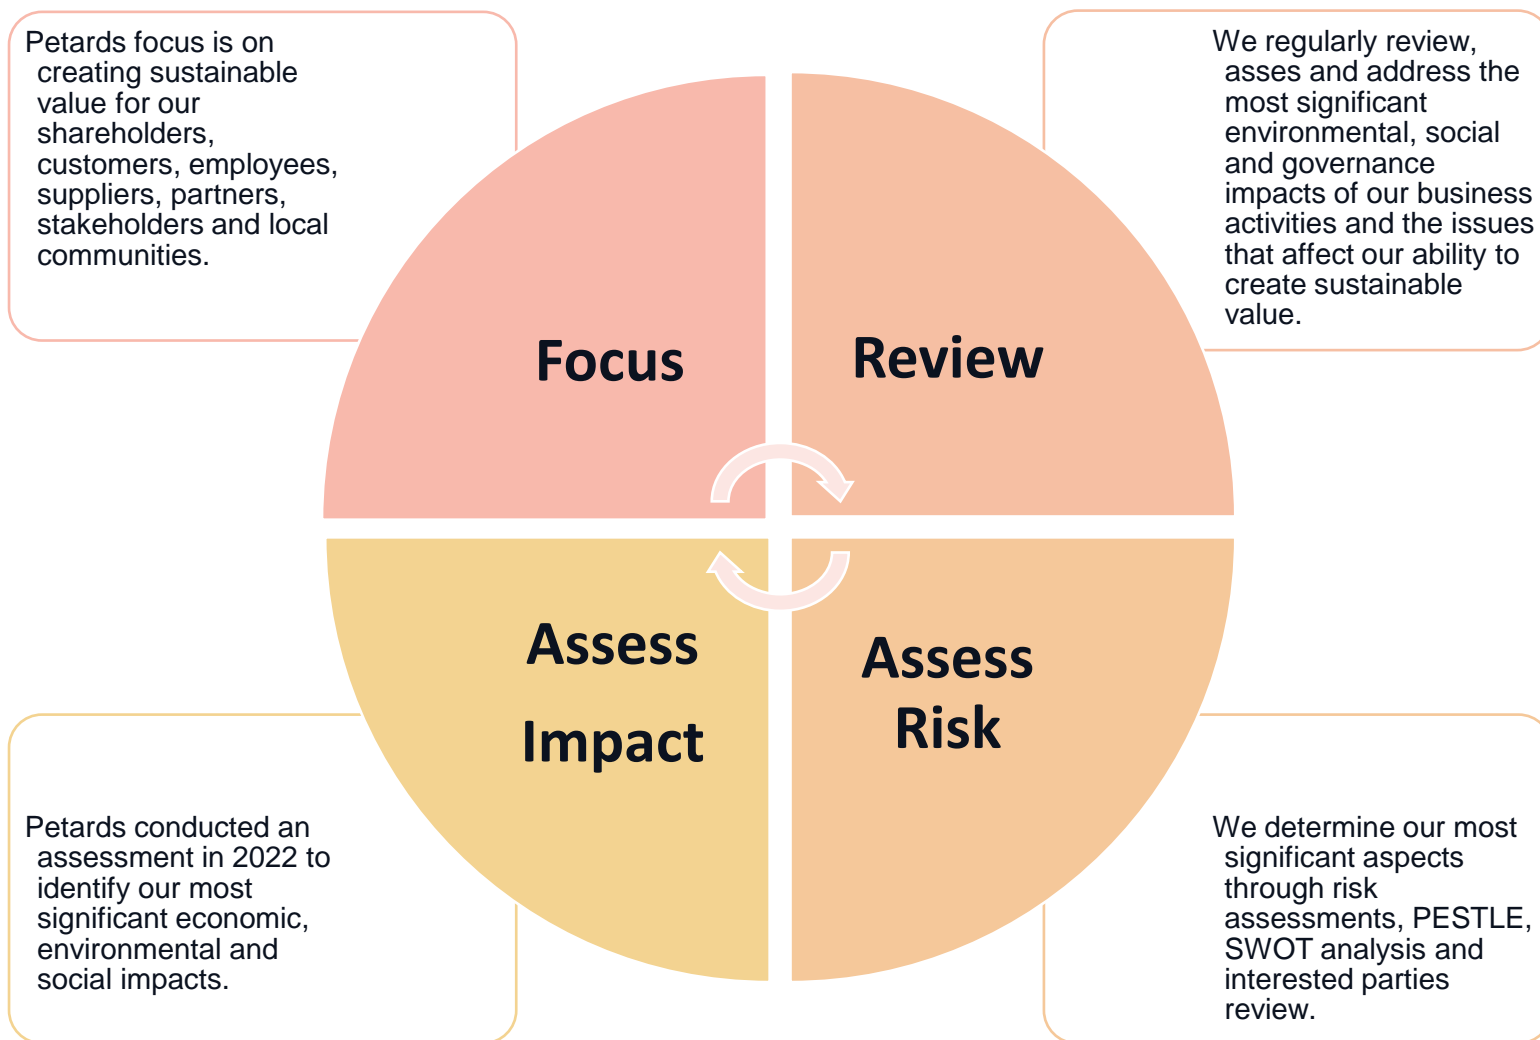 Petards focus is on
creating sustainable
value for our
shareholders,
customers, employees,
suppliers, partners,
stakeholders and local
communities.
We regularly review,
asses and address the
most significant
environmental, social
and governance
impacts of our business
activities and the issues
that affect our ability to
create sustainable
value.
Focus
Review
Assess
Impact
Assess
Risk
Petards conducted an
assessment in 2022 to
identify our most
significant economic,
environmental and
social impacts.
We determine our most
significant aspects
through risk
assessments, PESTLE,
SWOT analysis and
interested parties
review.